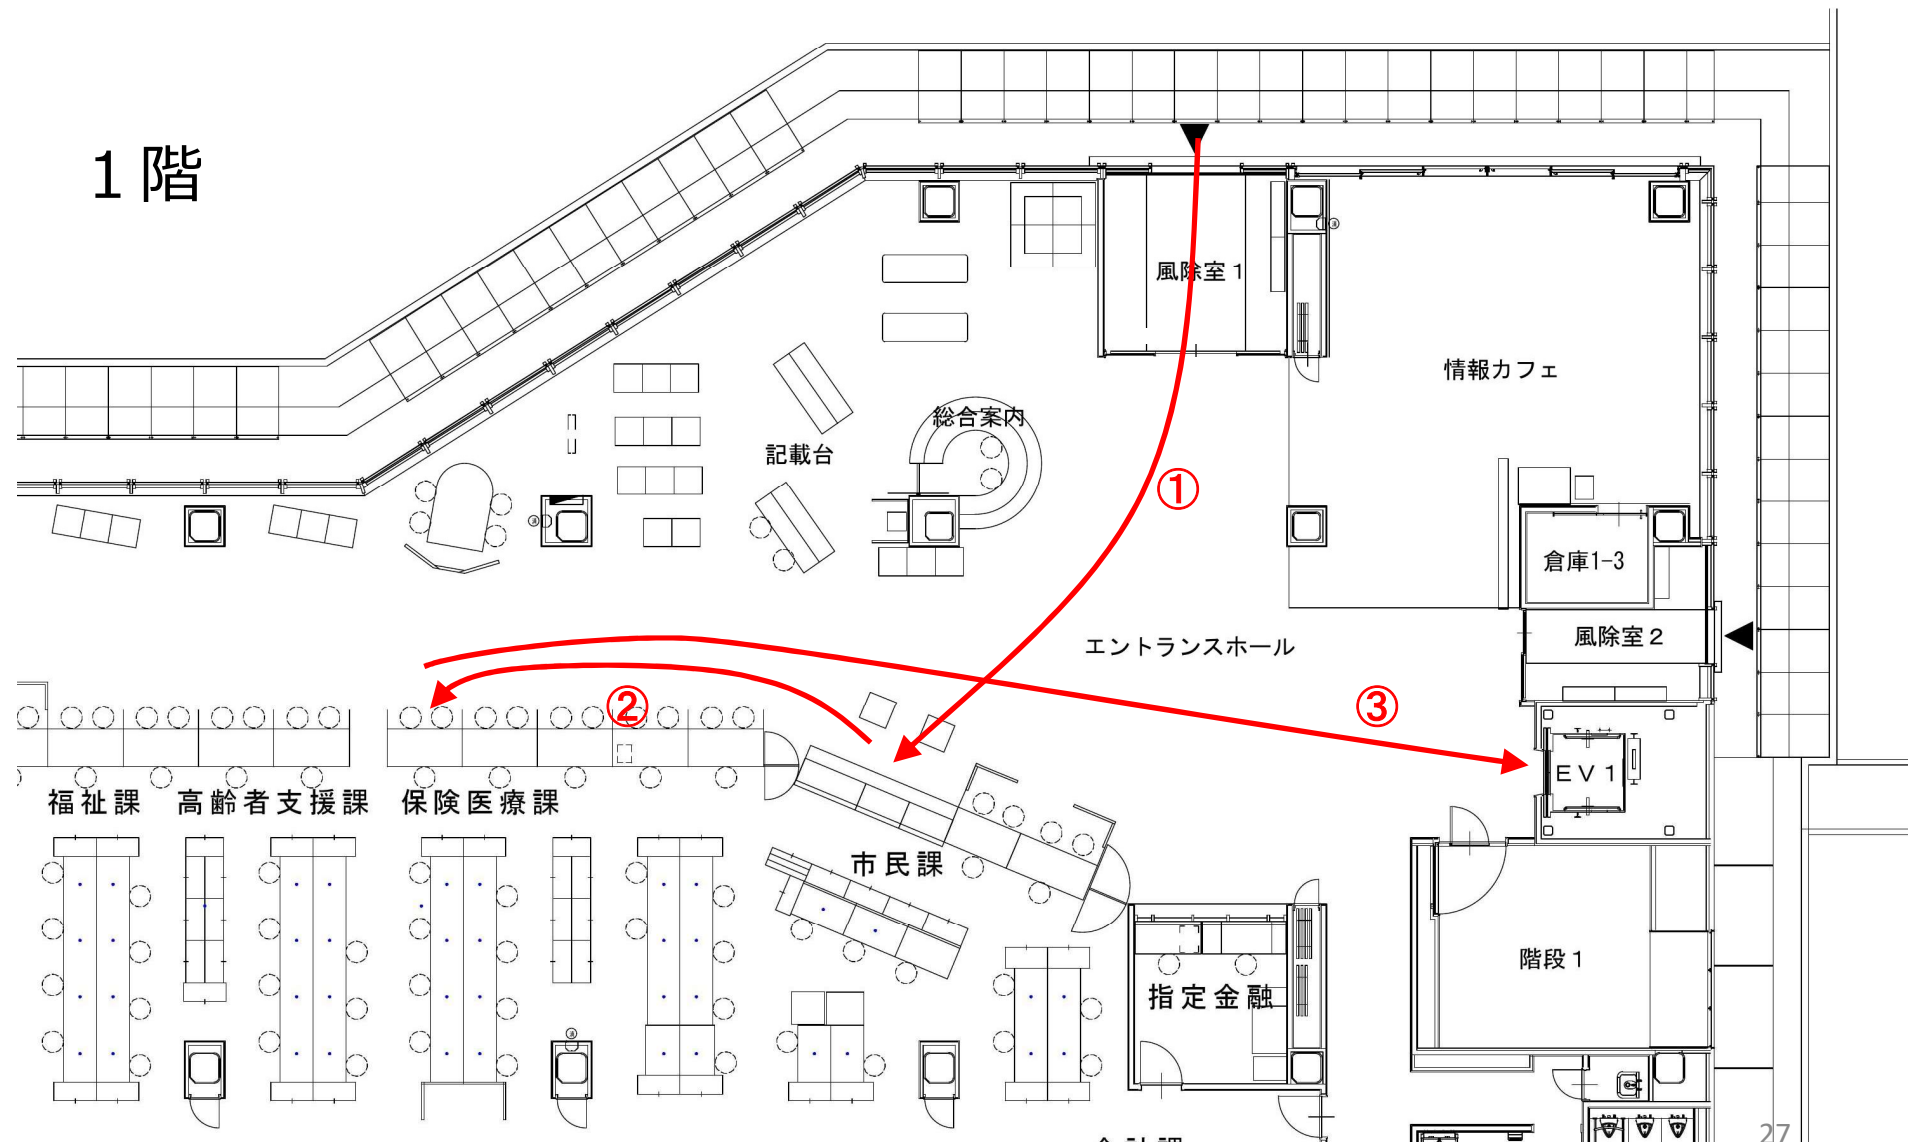 1階
風除室1
情報カフェ
総合案内
記載台
①
倉庫1-3
風除室2
エントランスホール
②
③
EV1
福祉課
高齢者支援課
保険医療課
市民課
階段1
指定金融
27